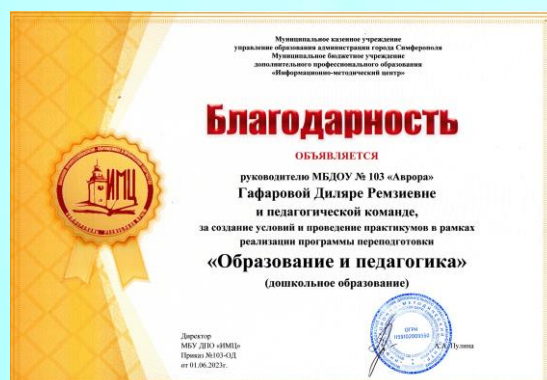 Муниципальное казенное учреждение
управление образования администрации города Симферополя
Муниципальное бюджетное учреждение
дополнительного профессионального образования
«Информационно-методический центр»
Благодарность
ОБЪЯВЛЯЕТСЯ
руководителю МБДОУ № 103 «Аврора»
Гафаровой Диляре Ремзиевне
и педагогической команде,
за создание условий и проведение практикумов в рамках
реализации программы переподготовки
«Образование и педагогика»
(дошкольное образование)
ИМЦ
Директор
МБУ ДПО «ИМЦ»
Приказ №103-ОД
от 01.06.2023г.
ОГРН
Пулина